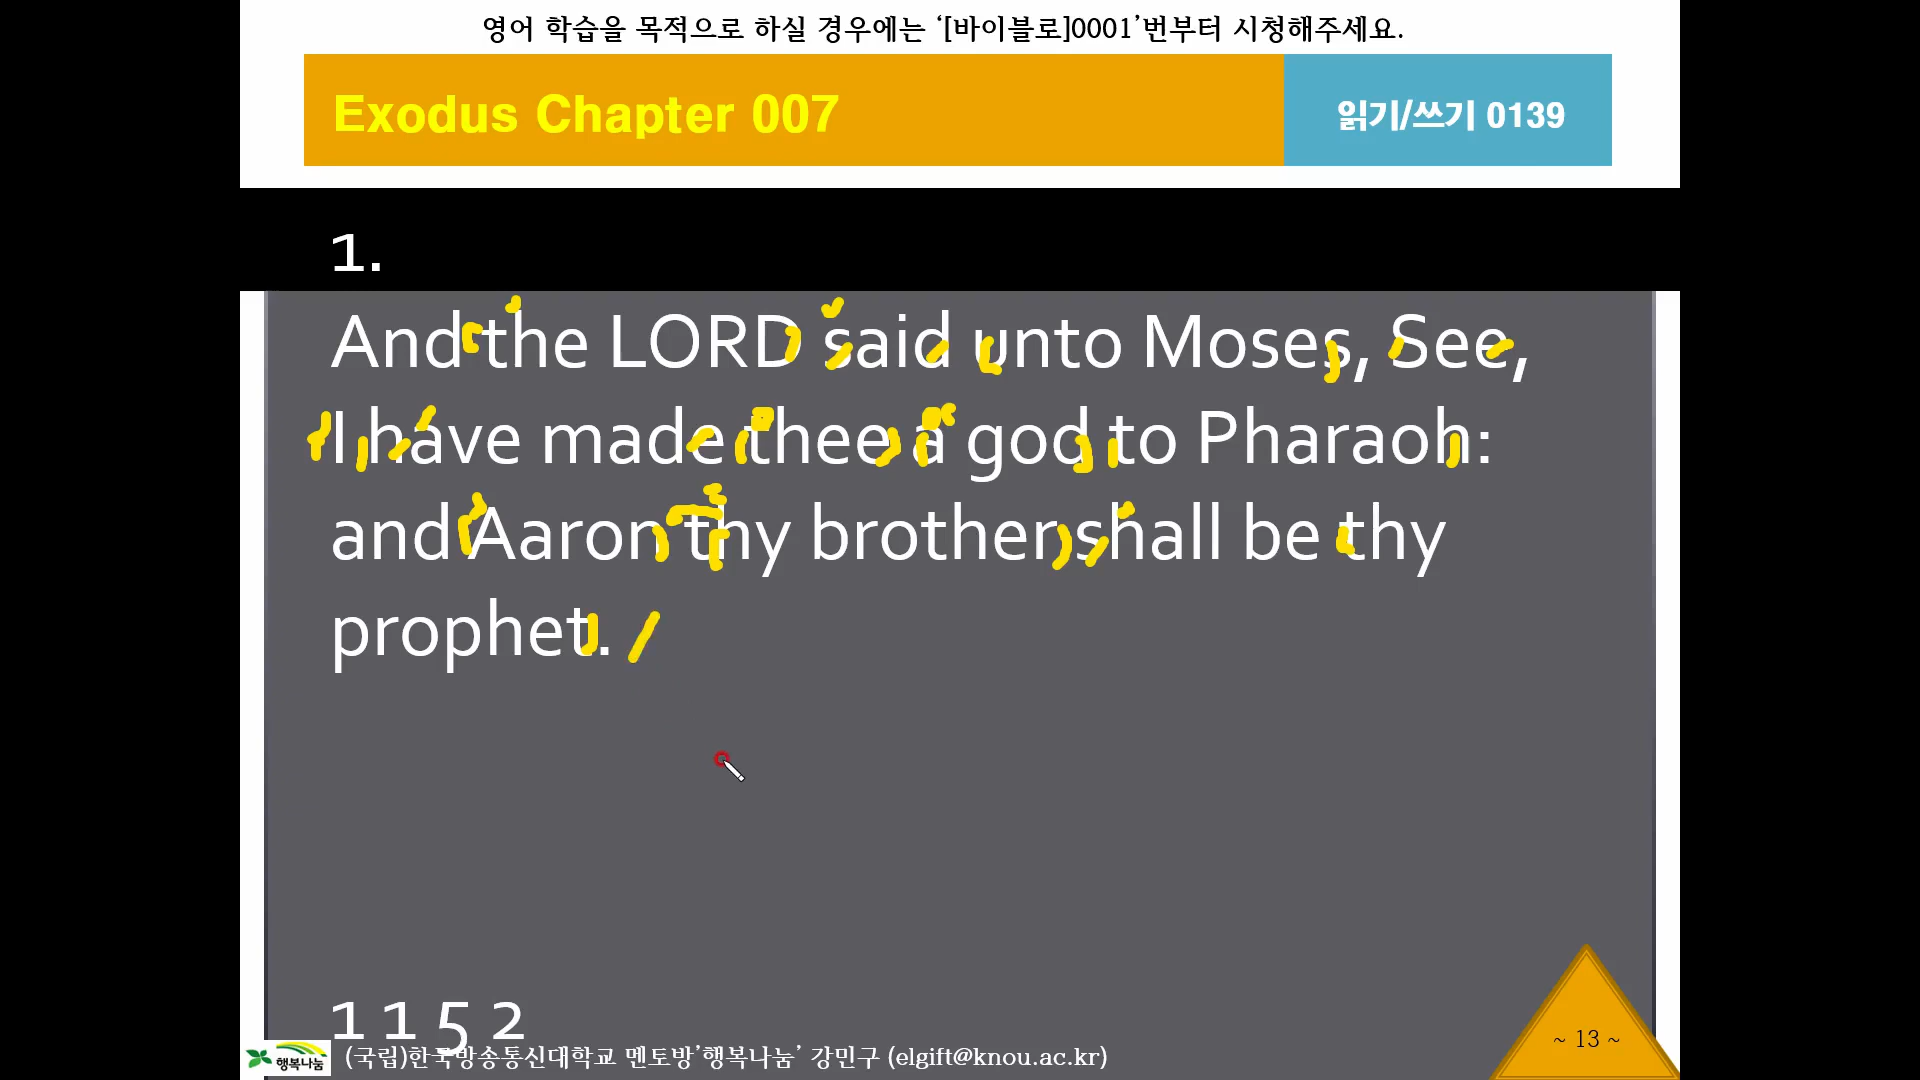 영어 학습을 목적으로 하실 경우에는 ‘[바이블로]0001’번부터 시청해주세요.
Exodus Chapter 007
읽기/쓰기 0139
1.
And the LORD said unto Moses, See,
I have made thee a god to Pharaoh:
and Aaron thy brother shall be thy
prophet.
1 1 5 2
행복나눔
(국립)한국방송통신대학교 멘토방’행복나눔’ 강민구 (elgift@knou.ac.kr)
~ 13 ~